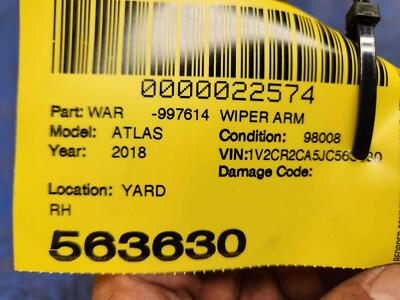 0000022574
Part: WAR -997614 WIPER ARM
Model: ATLAS Condition: 98008
Year: 2018
Damage Code:
Location: YARD
RH
563630